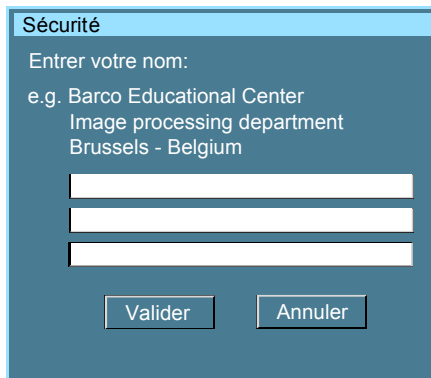 Sécurité
Entrer votre nom:
e.g. Barco Educational Center
Image processing department
Brussels - Belgium
Valider
Annuler